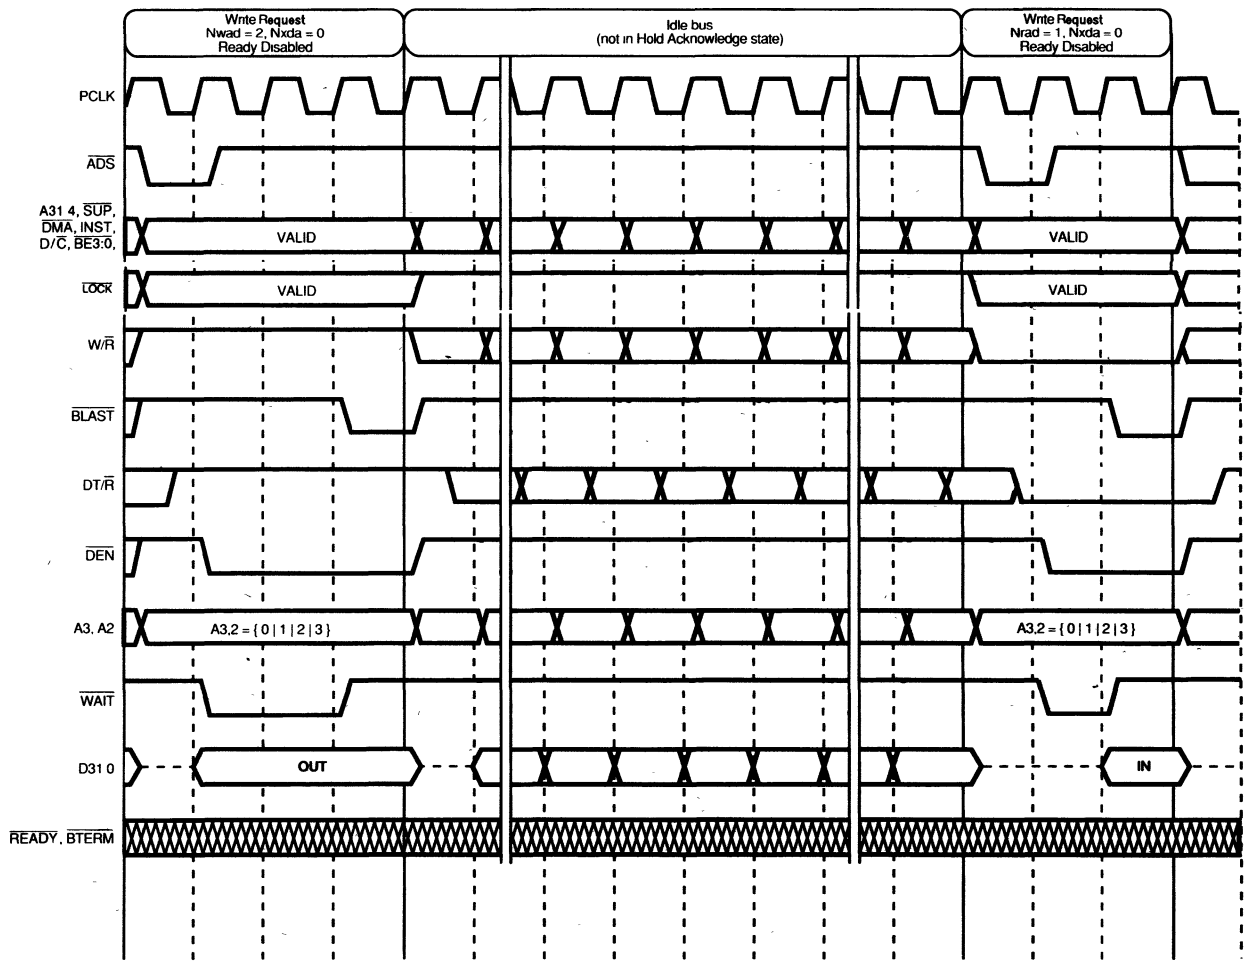 Write Request
Nwad = 2, Nxda = 0
Ready Disabled
Idle bus
(not in Hold Acknowledge state)
Write Request
Nrad = 1, Nxda = 0
Ready Disabled
PCLK
ADS
A31 4, SUP,
DMA, INST,
D/C, BE3:0,
VALID
VALID
LOCK
VALID
VALID
W/R
BLAST
DT/R
DEN
A3, A2
A3,2 = { 0 | 1 | 2 | 3 }
A3,2 = { 0 | 1 | 2 | 3 }
WAIT
D31 0
OUT
IN
READY, BTERM